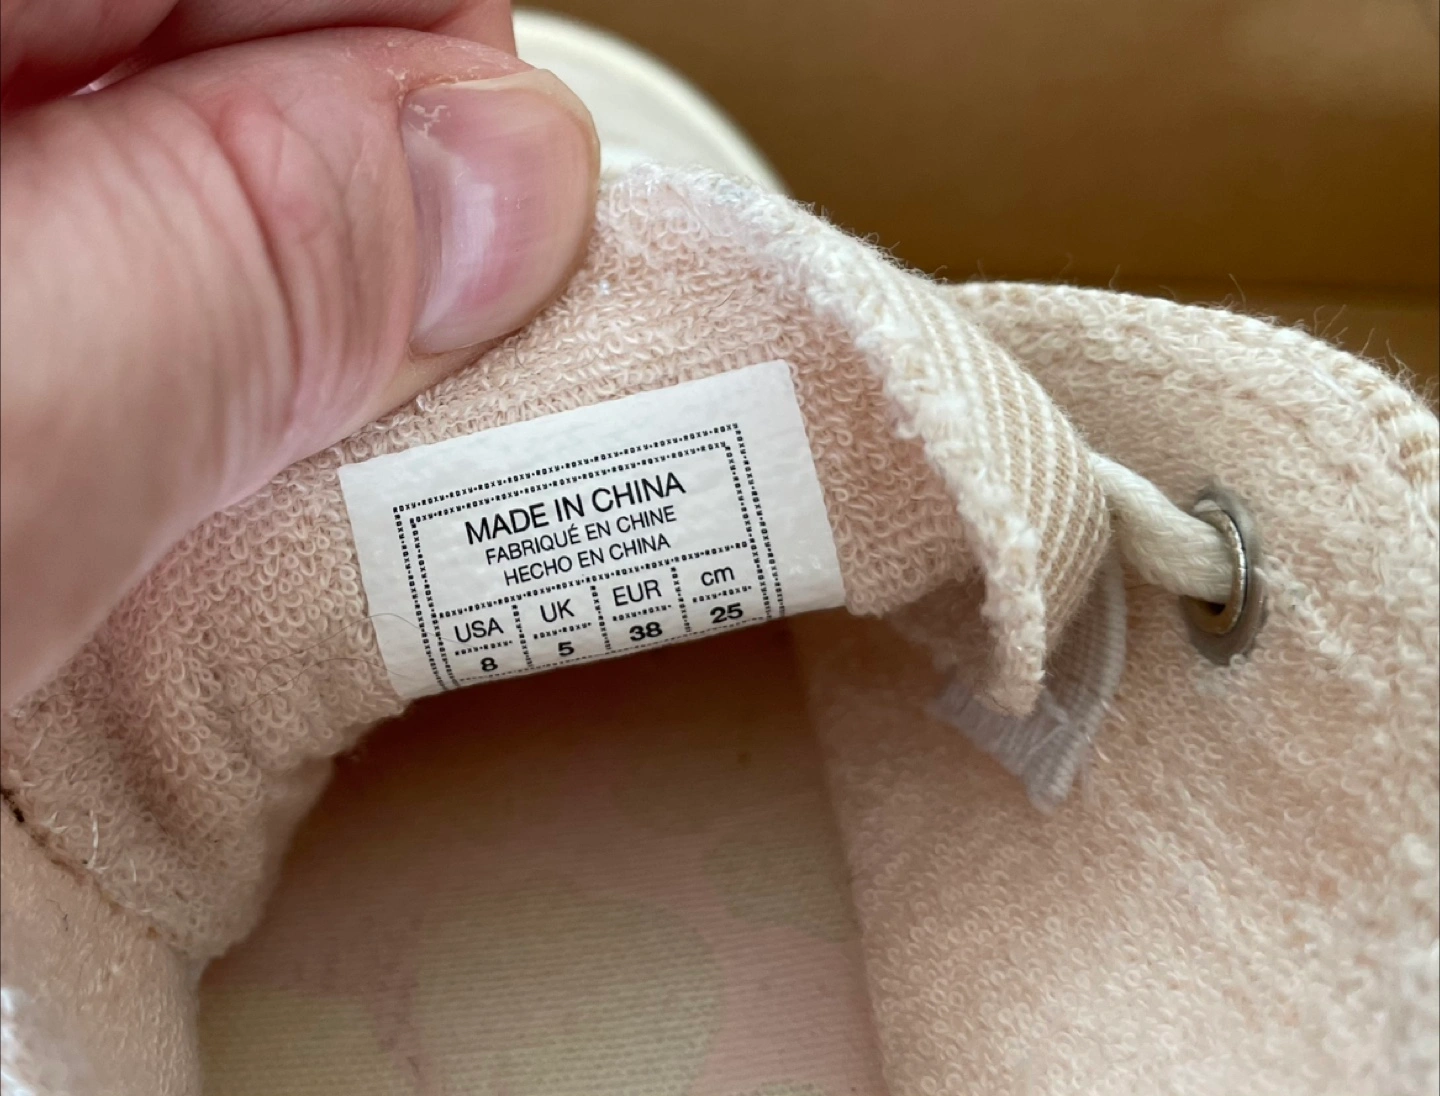 MADE IN CHINA
FABRIQUÉ EN CHINE
HECHO EN CHINA
USA UK EUR cm
8 5 38 25